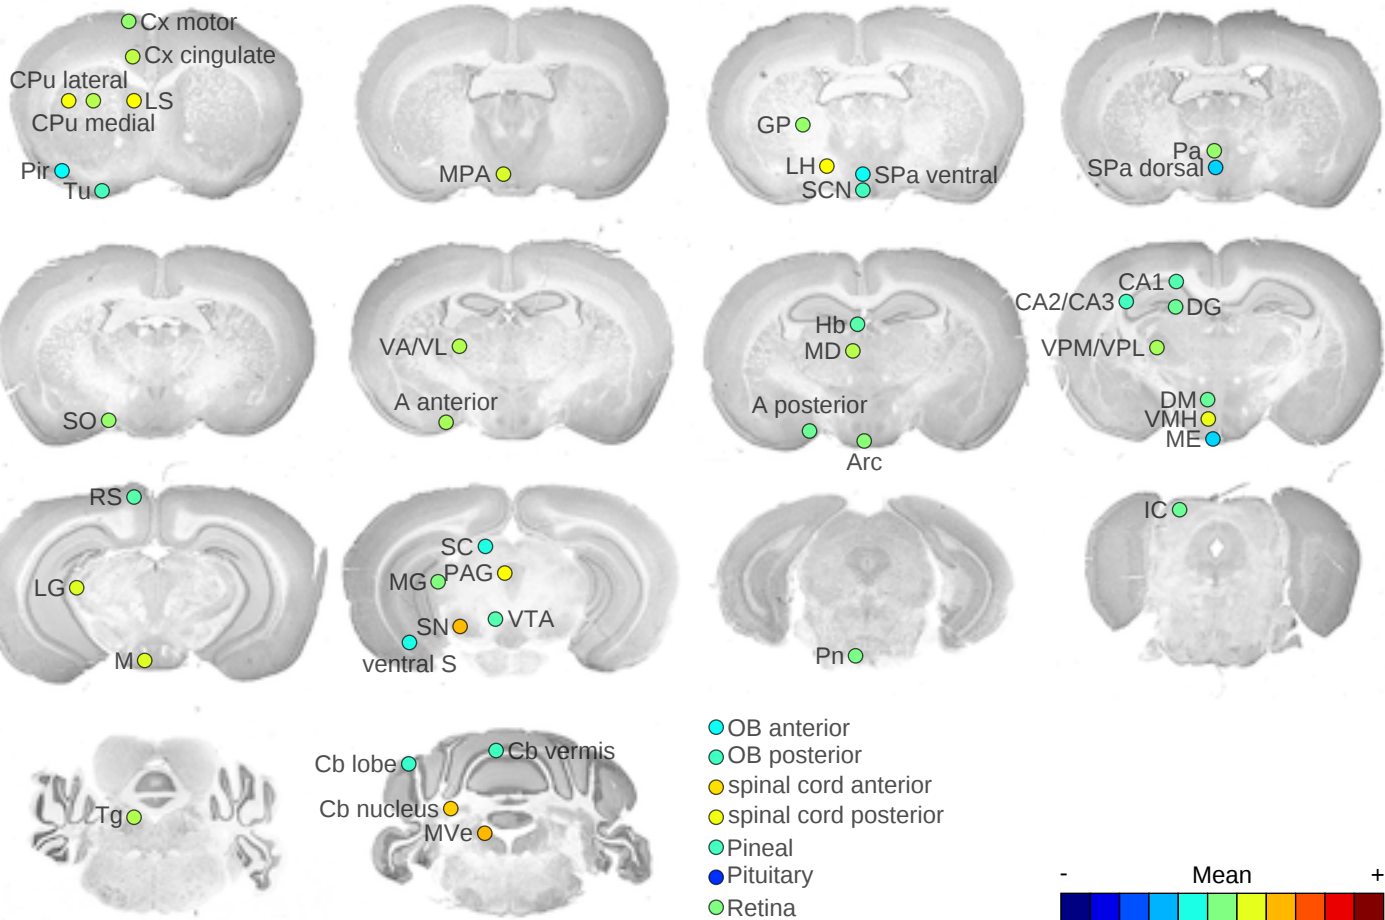 Cx motor
Cx cingulate
CPu lateral
LS
CPu medial
Pir
Tu
MPA
GP
LH
SPa ventral
SCN
Pa
SPa dorsal
SO
VA/VL
A anterior
Hb
MD
A posterior
Arc
CA1
CA2/CA3
DG
VPM/VPL
DM
VMH
ME
RS
LG
M
SC
PAG
MG
VTA
SN
ventral S
Pn
IC
Tg
Cb vermis
Cb lobe
Cb nucleus
MVe
OB anterior
OB posterior
spinal cord anterior
spinal cord posterior
Pineal
Pituitary
Retina
- Mean +